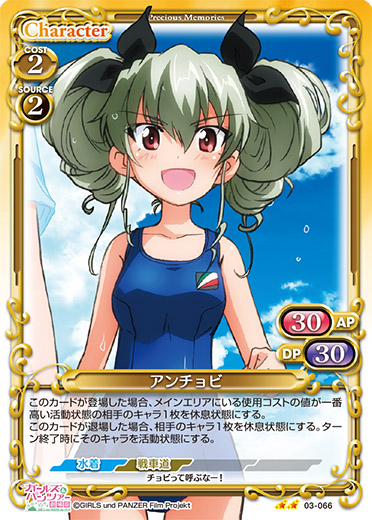 Precious Memories
Character
COST
2
SOURCE
2
30 AP
DP 30
アンチョビ
このカードが登場した場合、メインエリアにいる使用コストの値が一番
高い活動状態の相手のキャラ1枚を休息状態にする。
このカードが退場した場合、相手のキャラ1枚を休息状態にする。ター
ン終了時にそのキャラを活動状態にする。
水着 戦車道
チョビって呼ぶなー!
ガールズ&パンツァー
劇場版
©GIRLS und PANZER Film Projekt
03-066